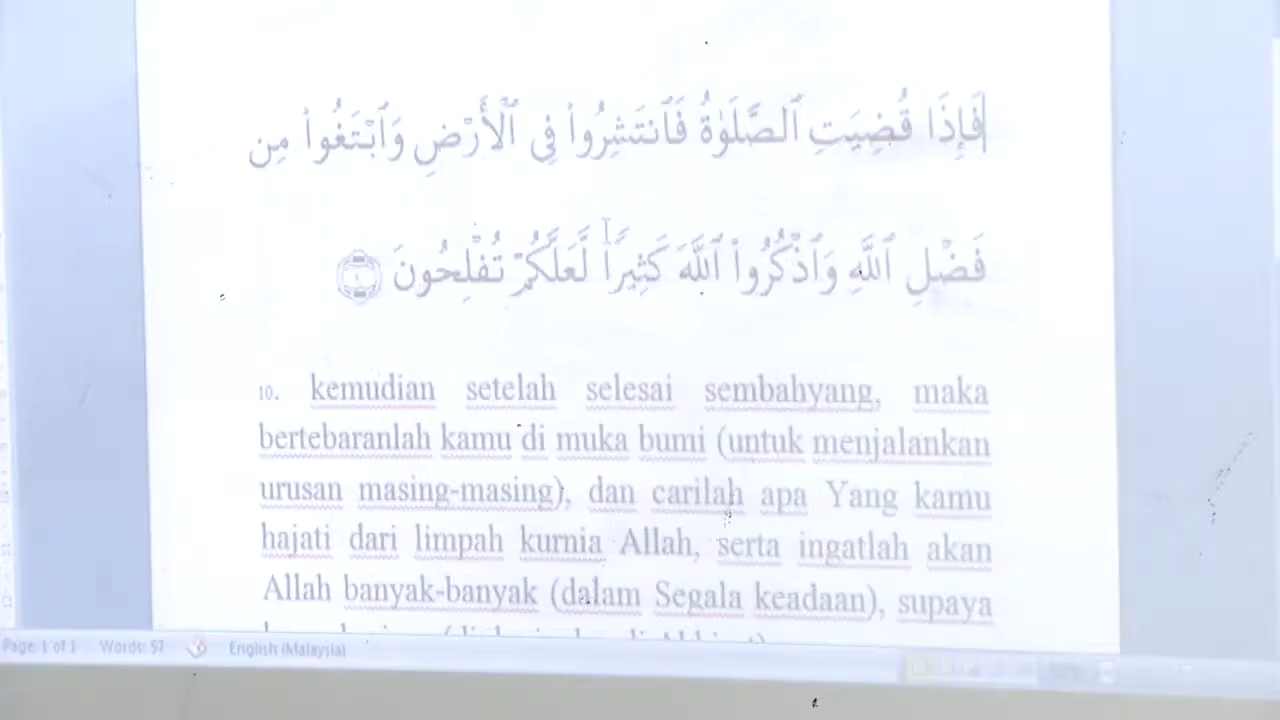 فَإِذَا قُضِيَتِ ٱلصَّلَوٰةُ فَٱنتَشِرُوا۟ فِى ٱلْأَرْضِ وَٱبْتَغُوا۟ مِن
فَضْلِ ٱللَّهِ وَٱذْكُرُوا۟ ٱللَّهَ كَثِيرًا لَّعَلَّكُمْ تُفْلِحُونَ
10. kemudian setelah selesai sembahyang, maka
bertebaranlah kamu di muka bumi (untuk menjalankan
urusan masing-masing), dan carilah apa Yang kamu
hajati dari limpah kurnia Allah, serta ingatlah akan
Allah banyak-banyak (dalam Segala keadaan), supaya
Page: 1 of 1 Words: 57 English (Malaysia)